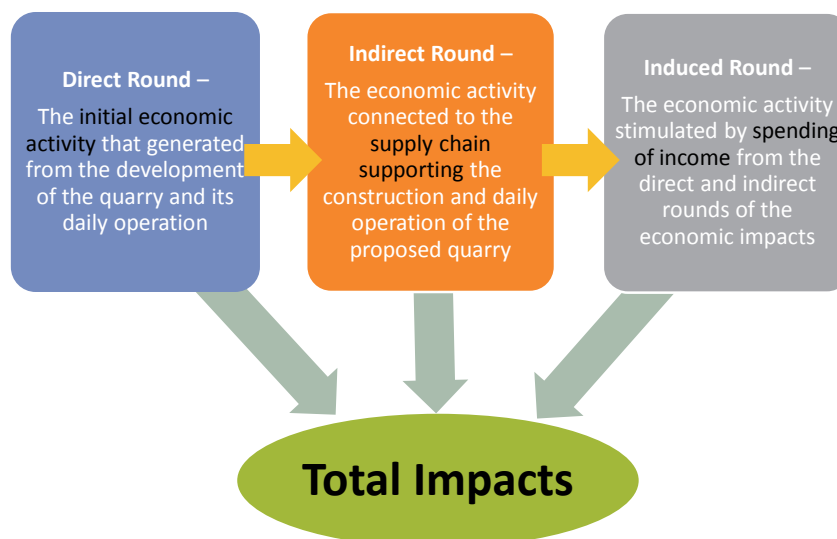 Direct Round –
The initial economic
activity that generated
from the development
of the quarry and its
daily operation
Indirect Round –
The economic activity
connected to the
supply chain
supporting the
construction and daily
operation of the
proposed quarry
Induced Round –
The economic activity
stimulated by spending
of income from the
direct and indirect
rounds of the
economic impacts
Total Impacts